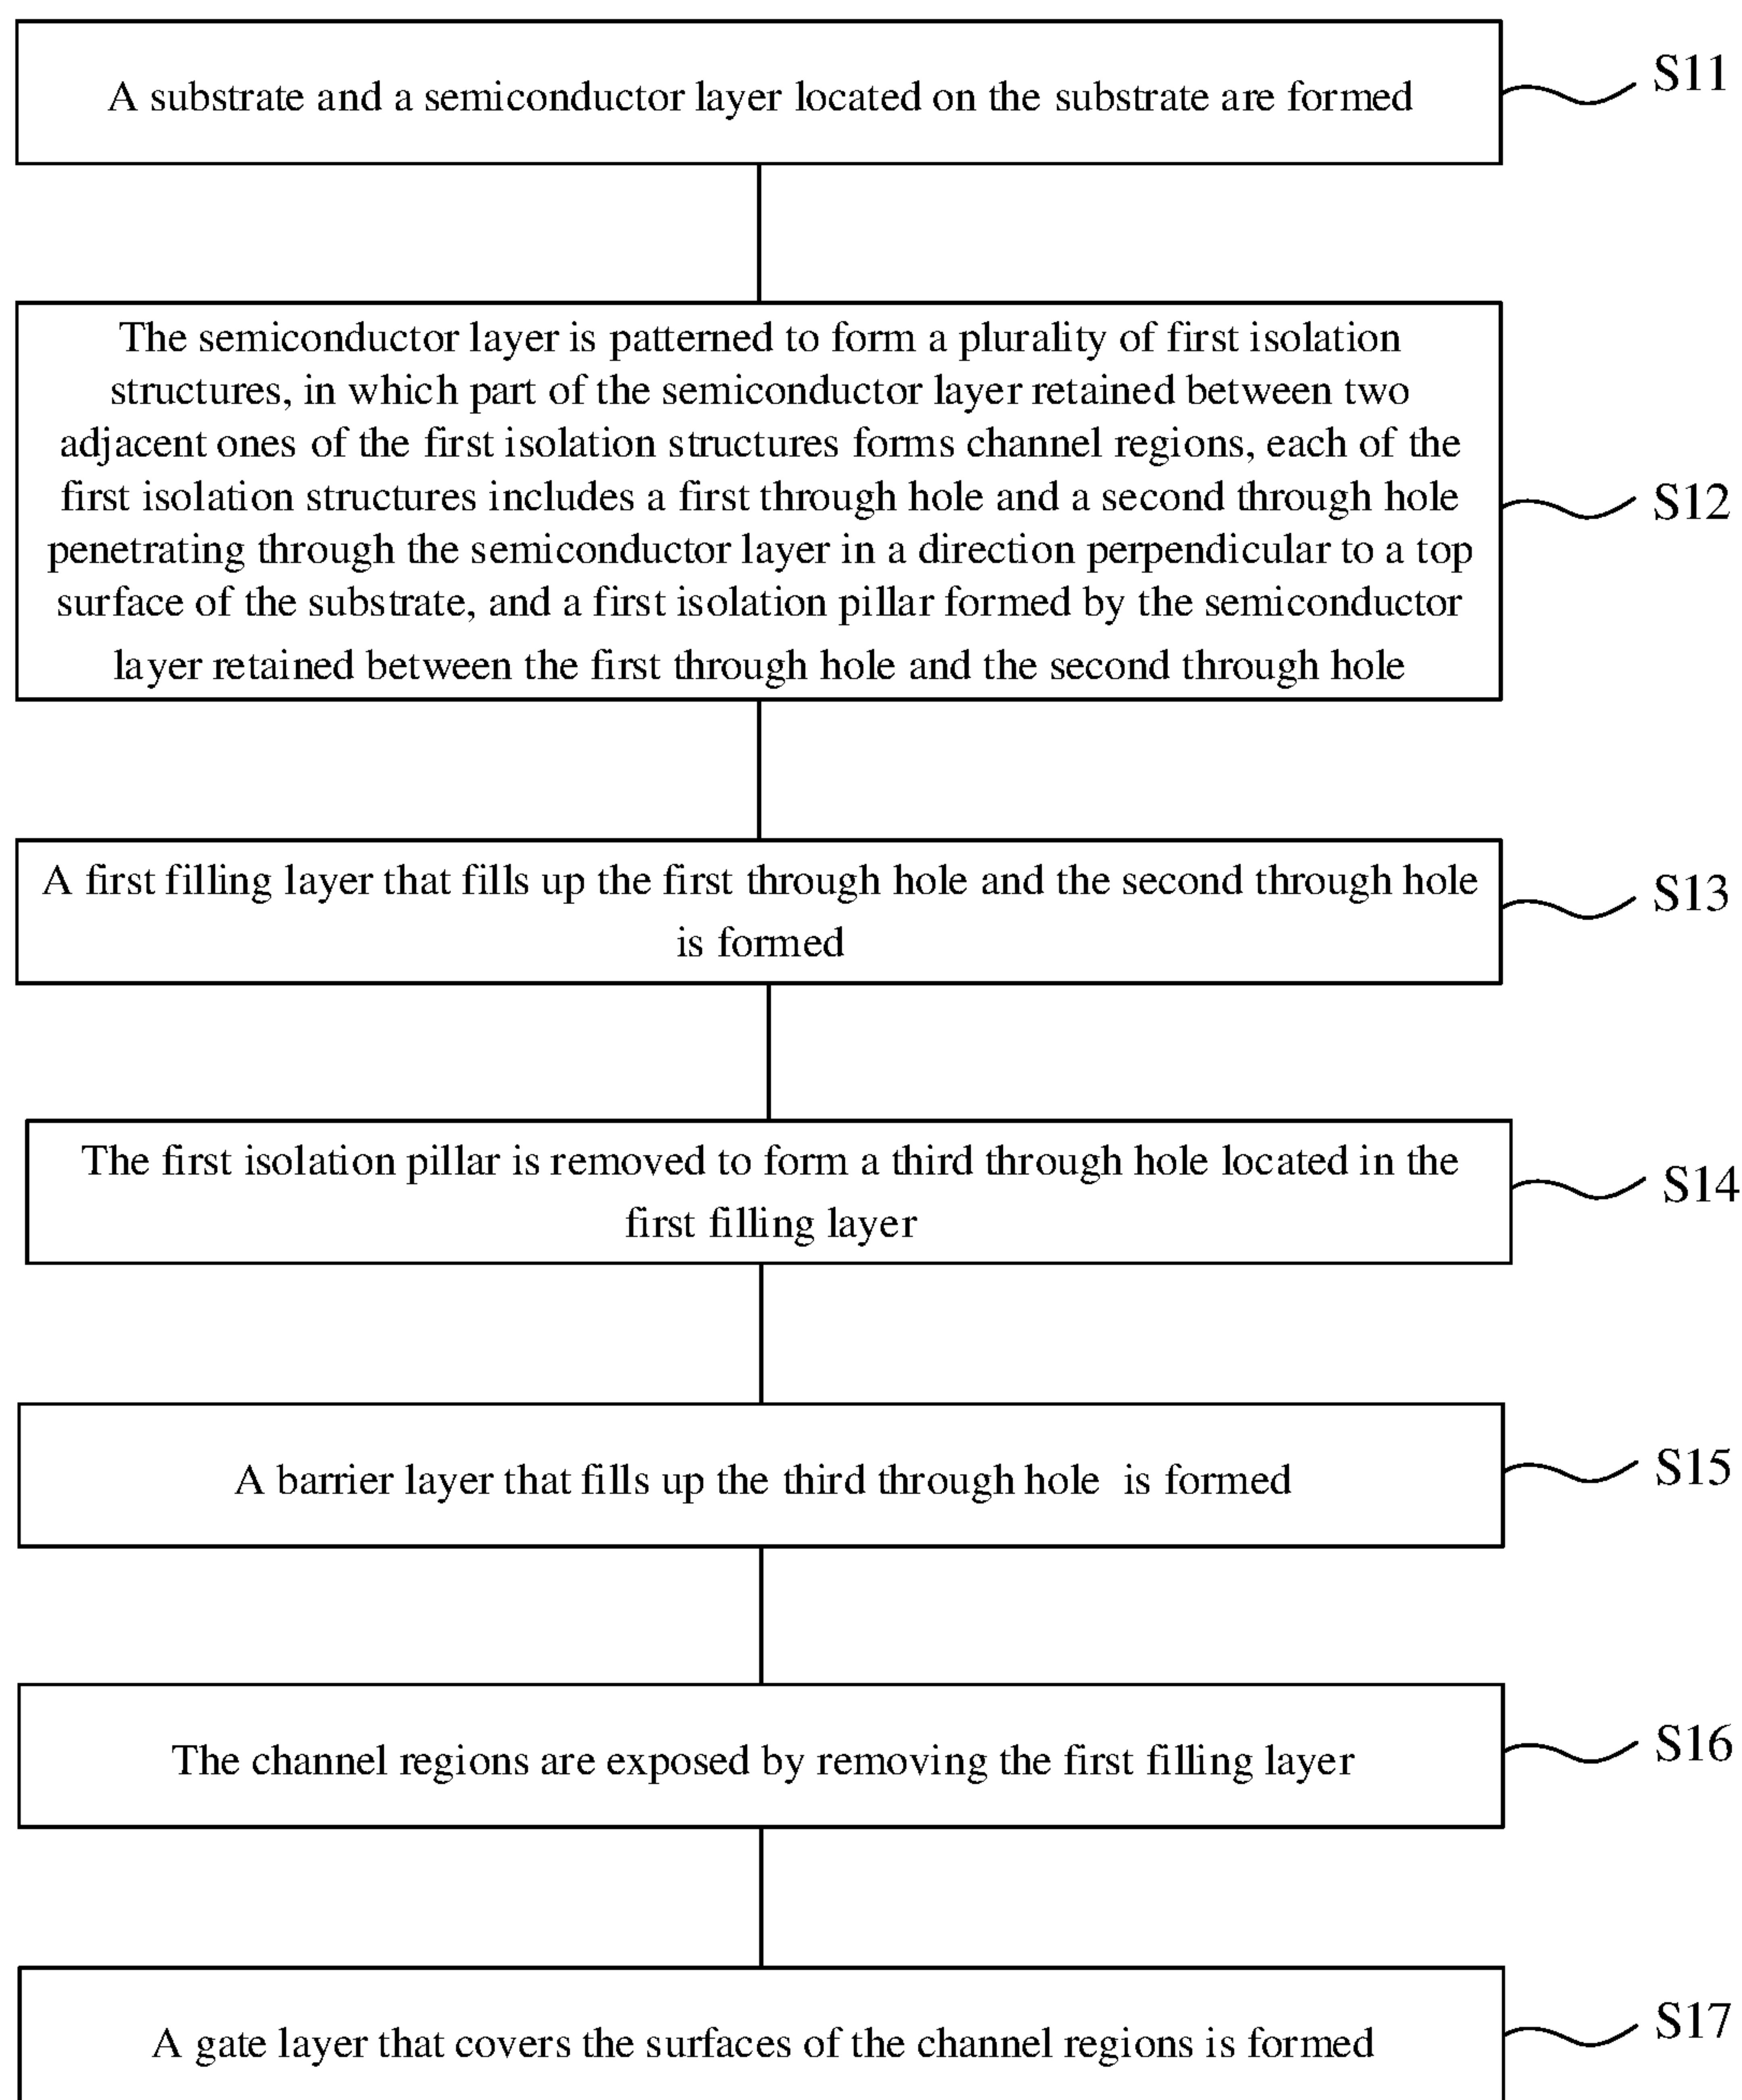 A substrate and a semiconductor layer located on the substrate are formed
S11
The semiconductor layer is patterned to form a plurality of first isolation
structures, in which part of the semiconductor layer retained between two
adjacent ones of the first isolation structures forms channel regions, each of the
first isolation structures includes a first through hole and a second through hole
penetrating through the semiconductor layer in a direction perpendicular to a top
surface of the substrate, and a first isolation pillar formed by the semiconductor
layer retained between the first through hole and the second through hole
S12
A first filling layer that fills up the first through hole and the second through hole
is formed
S13
The first isolation pillar is removed to form a third through hole located in the
first filling layer
S14
A barrier layer that fills up the third through hole is formed
S15
The channel regions are exposed by removing the first filling layer
S16
A gate layer that covers the surfaces of the channel regions is formed
S17